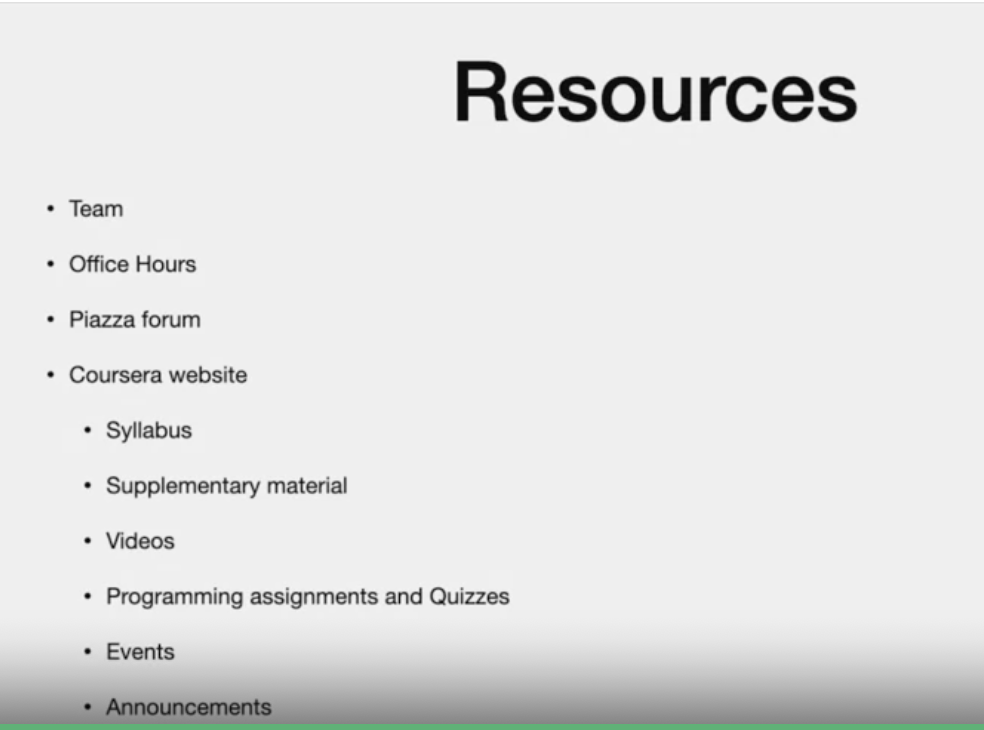 Resources
• Team
• Office Hours
• Piazza forum
• Coursera website
• Syllabus
• Supplementary material
• Videos
• Programming assignments and Quizzes
• Events
• Announcements